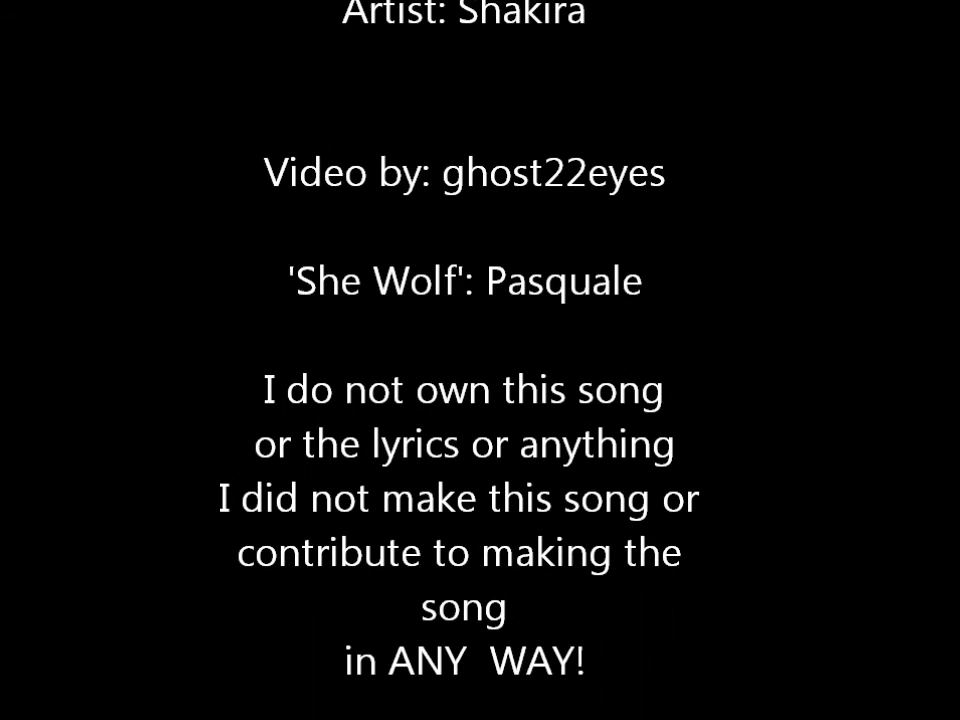 Artist: Shakira
Video by: ghost22eyes
'She Wolf': Pasquale
I do not own this song
or the lyrics or anything
I did not make this song or
contribute to making the
song
in ANY  WAY!